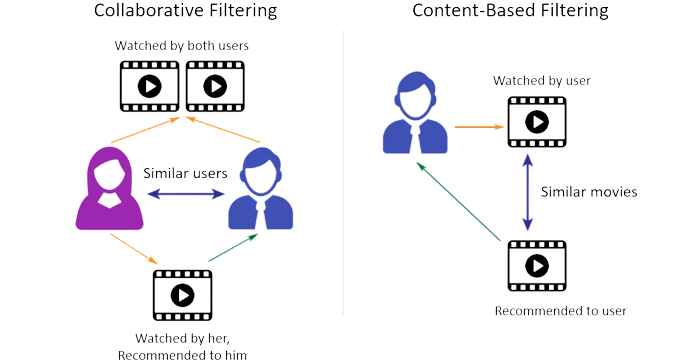 Collaborative Filtering
Watched by both users
Similar users
Watched by her,
Recommended to him
Content-Based Filtering
Watched by user
Similar movies
Recommended to user